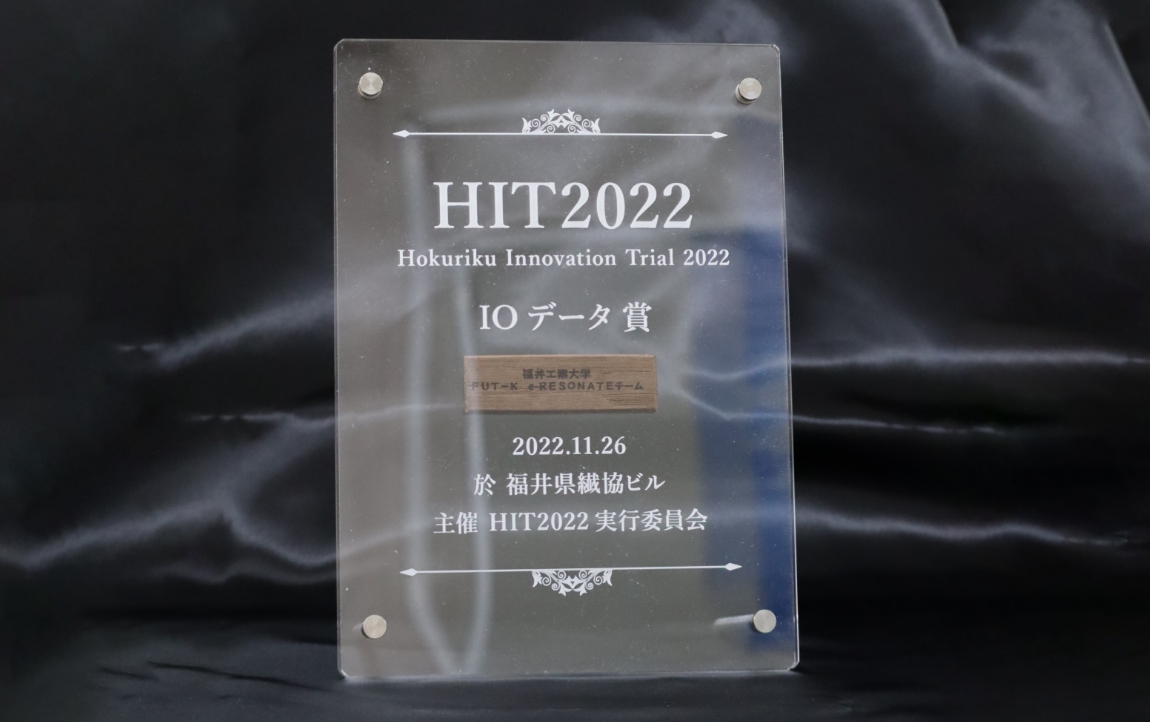 HIT2022
Hokuriku Innovation Trial 2022
IO データ 賞
福井工業大学
FUT-K e-RESONATEチーム
2022.11.26
於 福井県繊協ビル
主催 HIT2022 実行委員会